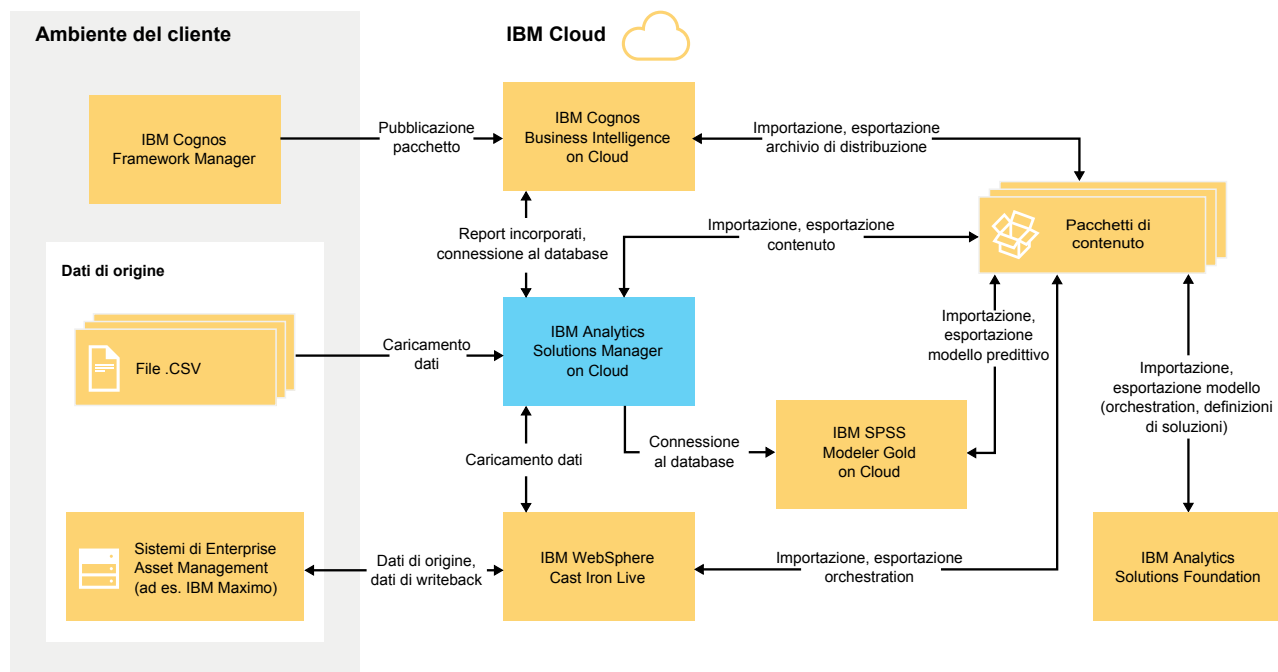 Ambiente del cliente
IBM Cloud
IBM Cognos
Framework Manager
Pubblicazione
pacchetto
IBM Cognos
Business Intelligence
on Cloud
Importazione, esportazione
archivio di distribuzione
Report incorporati,
connessione al database
Importazione, esportazione
contenuto
Pacchetti di
contenuto
Dati di origine
File .CSV
Caricamento
dati
IBM Analytics
Solutions Manager
on Cloud
Importazione,
esportazione
modello predittivo
Importazione,
esportazione modello
(orchestration, definizioni
di soluzioni)
Caricamento dati
Connessione
al database
IBM SPSS
Modeler Gold
on Cloud
Sistemi di Enterprise
Asset Management
(ad es. IBM Maximo)
Dati di origine,
dati di writeback
IBM WebSphere
Cast Iron Live
Importazione, esportazione
orchestration
IBM Analytics
Solutions Foundation